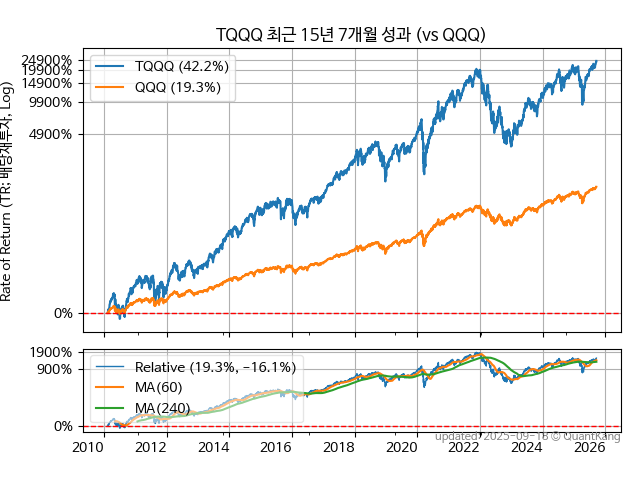 TQQQ 최근 15년 7개월 성과 (vs QQQ)
Rate of Return (TR: 배당재투자, Log)
24900%
19900%
14900%
9900%
4900%
0%
TQQQ (42.2%)
QQQ (19.3%)
1900%
900%
0%
Relative (19.3%, −16.1%)
MA(60)
MA(240)
2010 2012 2014 2016 2018 2020 2022 2024 2026
updated: 2025-09-18 © QuantKang